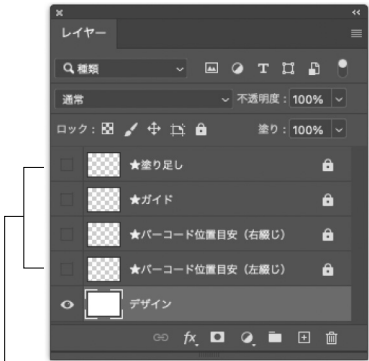 レイヤー
種類
通常
不透明度： 100%
ロック：
塗り： 100%
★塗り足し
★ガイド
★バーコード位置目安（右綴じ）
★バーコード位置目安（左綴じ）
デザイン
fx